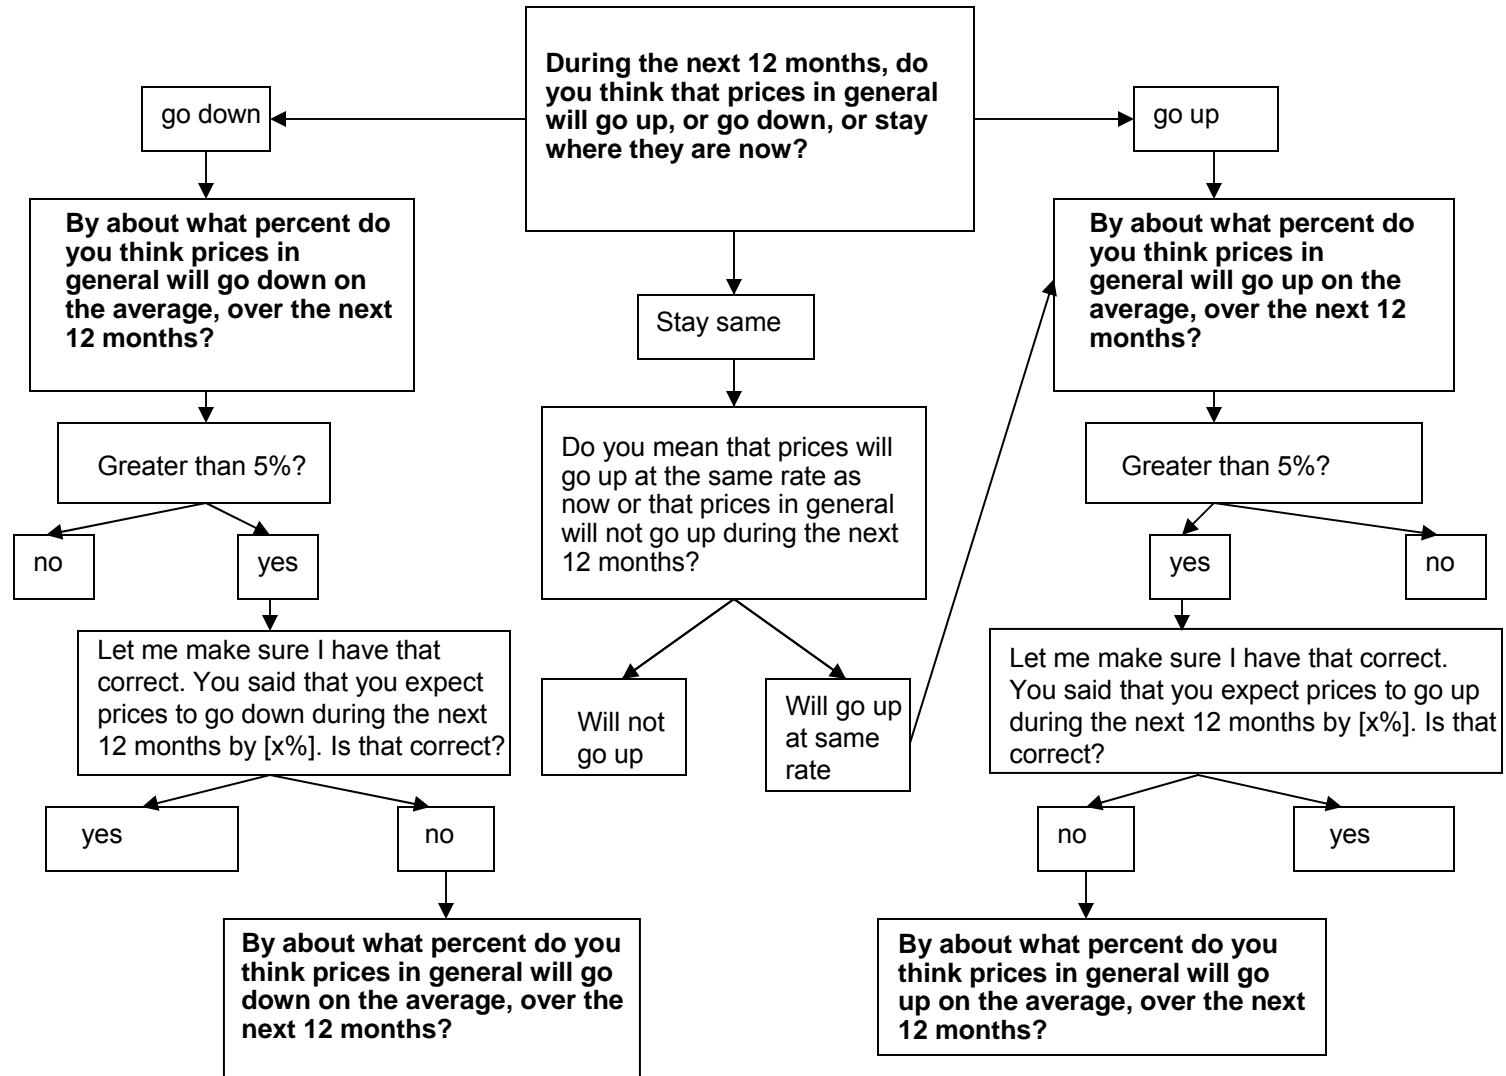 During the next 12 months, do
you think that prices in general
will go up, or go down, or stay
where they are now?
go down
go up
By about what percent do
you think prices in
general will go down on
the average, over the next
12 months?
Stay same
By about what percent do
you think prices in
general will go up on the
average, over the next 12
months?
Greater than 5%?
Do you mean that prices will
go up at the same rate as
now or that prices in general
will not go up during the next
12 months?
Greater than 5%?
no
yes
yes
no
Let me make sure I have that
correct. You said that you expect
prices to go down during the next
12 months by [x%]. Is that correct?
Will not
go up
Will go up
at same
rate
Let me make sure I have that correct.
You said that you expect prices to go up
during the next 12 months by [x%]. Is that
correct?
yes
no
no
yes
By about what percent do you
think prices in general will go
down on the average, over the
next 12 months?
By about what percent do you
think prices in general will go
up on the average, over the next
12 months?